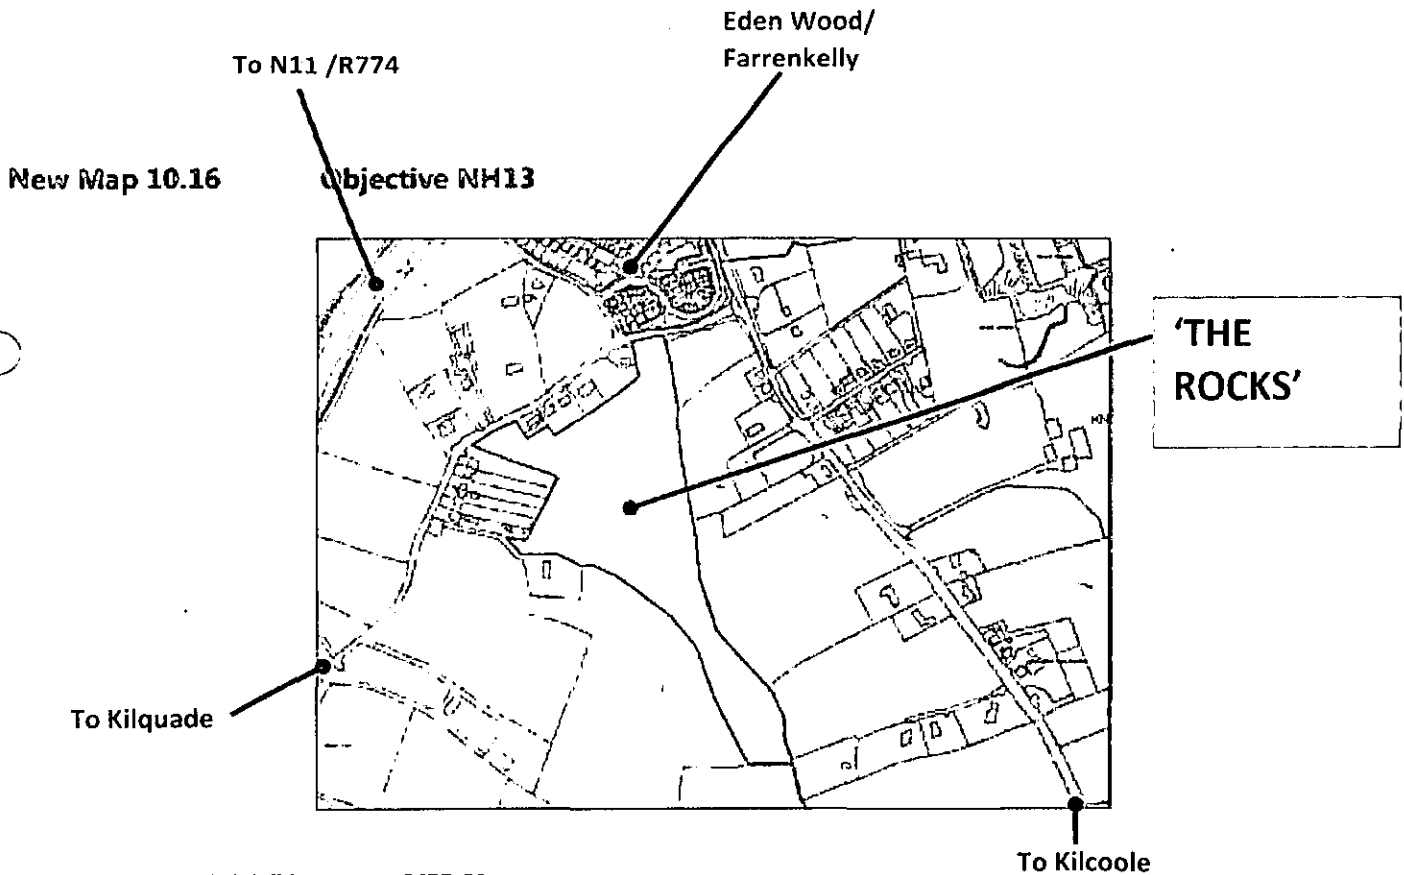 Eden Wood/
Farrenkelly
To N11 /R774
New Map 10.16 Objective NH13
'THE
ROCKS'
To Kilquade
To Kilcoole